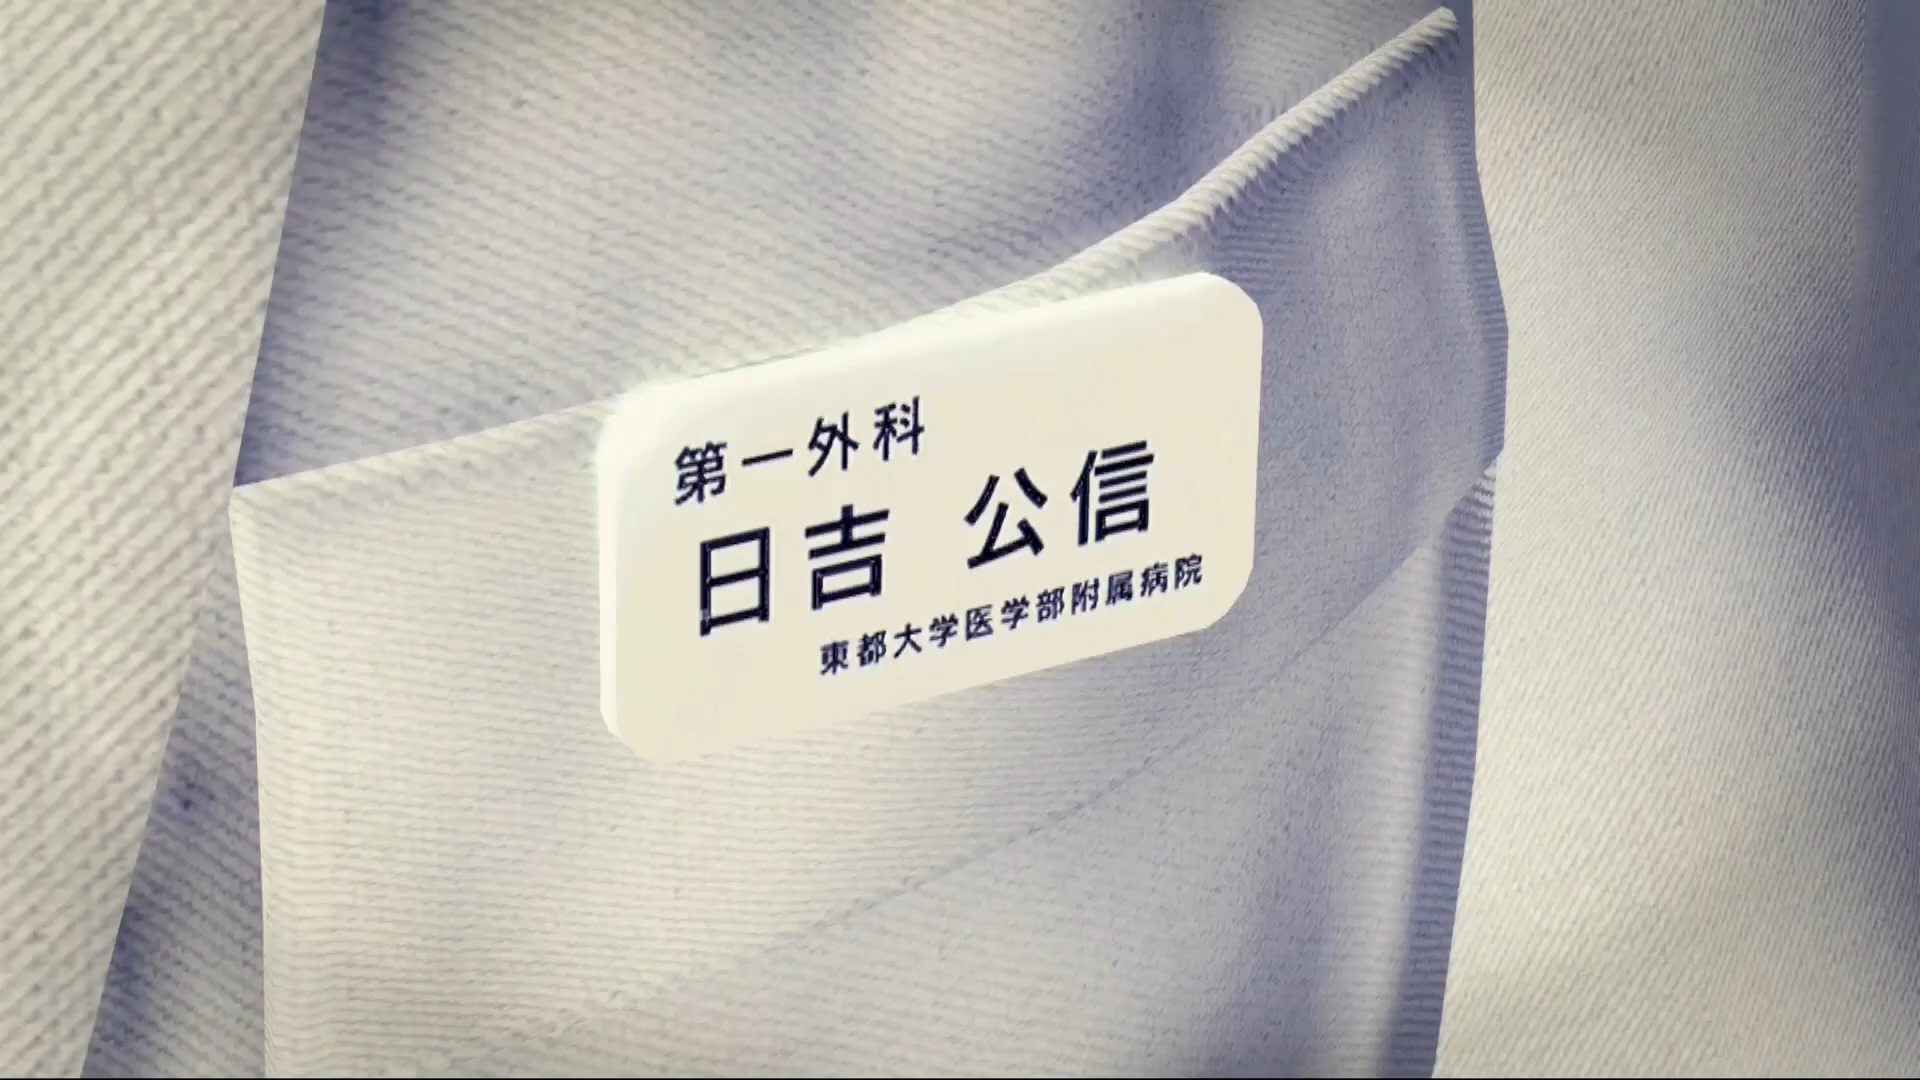 第一外科
日吉 公信
東都大学医学部附属病院